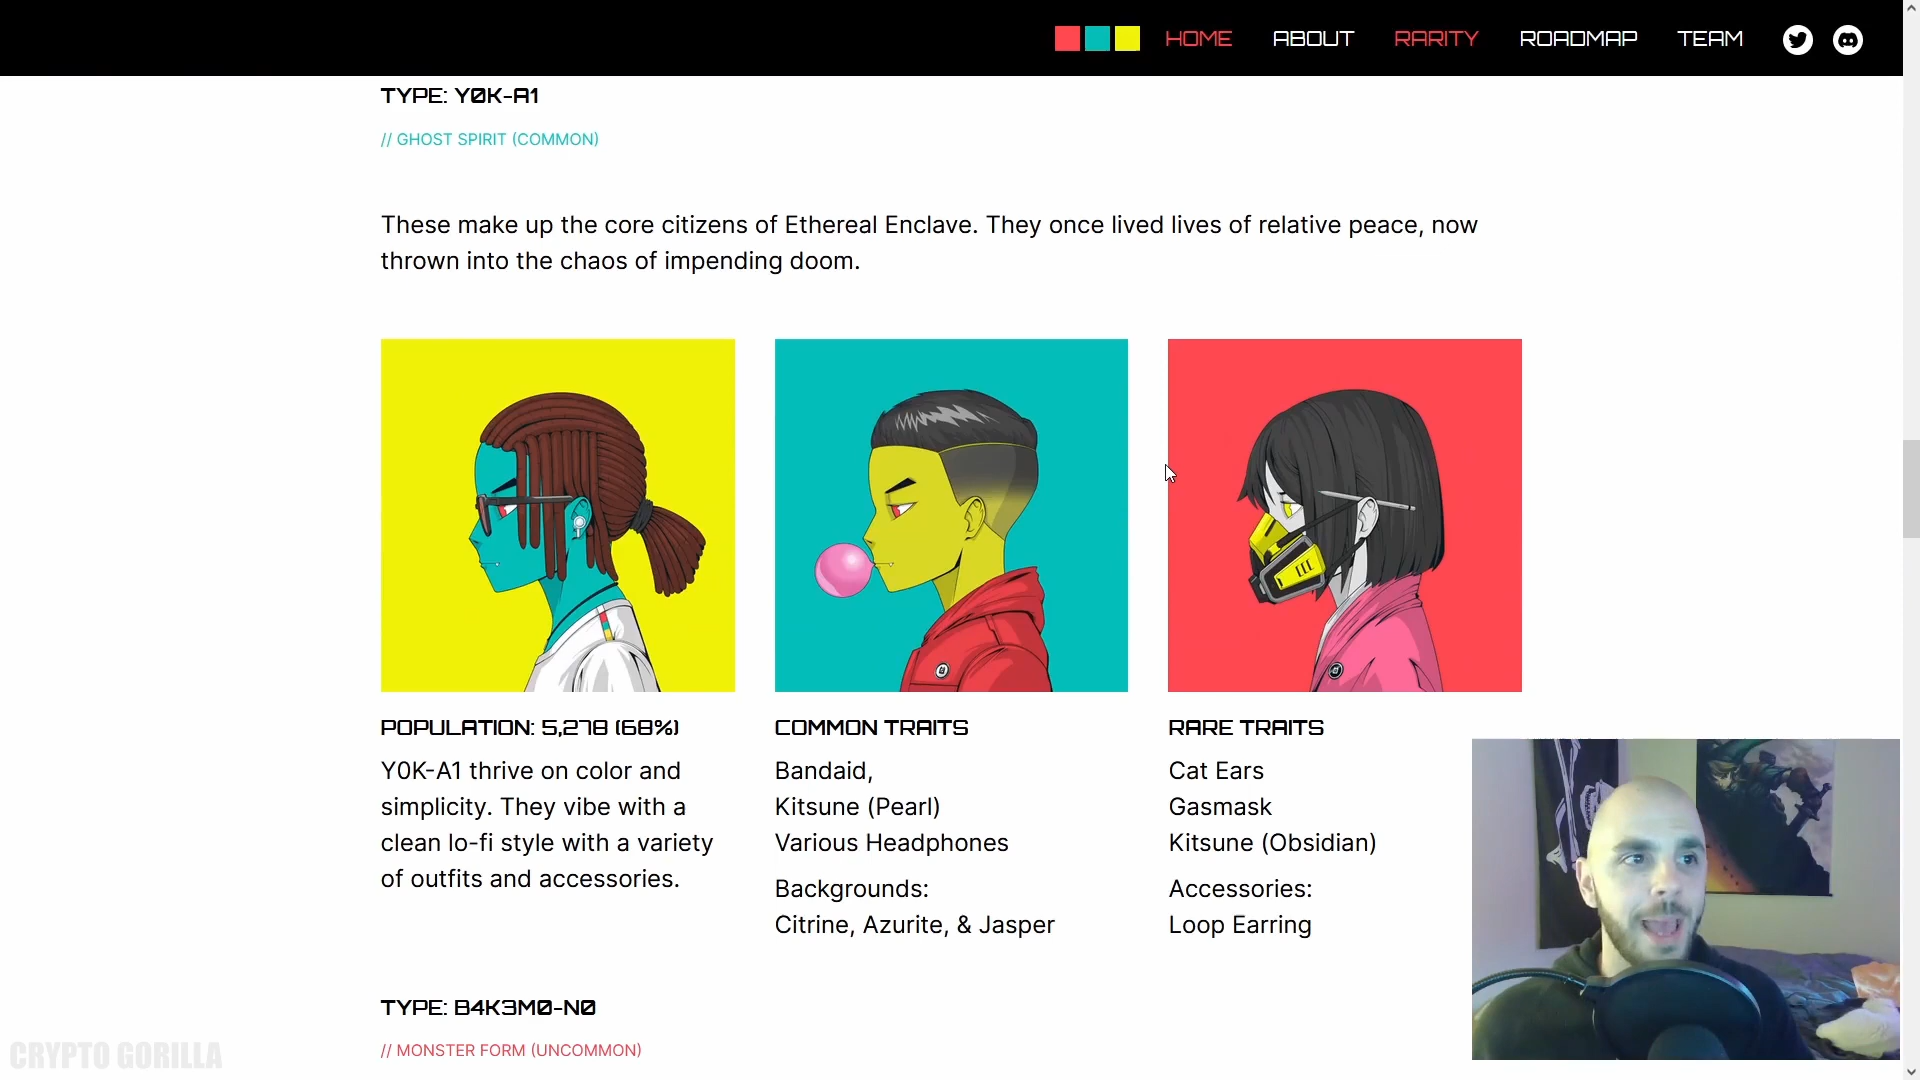 HOME ABOUT RARITY ROADMAP TEAM
TYPE: Y0K-A1
// GHOST SPIRIT (COMMON)
These make up the core citizens of Ethereal Enclave. They once lived lives of relative peace, now
thrown into the chaos of impending doom.
POPULATION: 5,278 (68%)
Y0K-A1 thrive on color and
simplicity. They vibe with a
clean lo-fi style with a variety
of outfits and accessories.
COMMON TRAITS
Bandaid,
Kitsune (Pearl)
Various Headphones
Backgrounds:
Citrine, Azurite, & Jasper
RARE TRAITS
Cat Ears
Gasmask
Kitsune (Obsidian)
Accessories:
Loop Earring
TYPE: B4K3M0-N0
// MONSTER FORM (UNCOMMON)
CRYPTO GORILLA